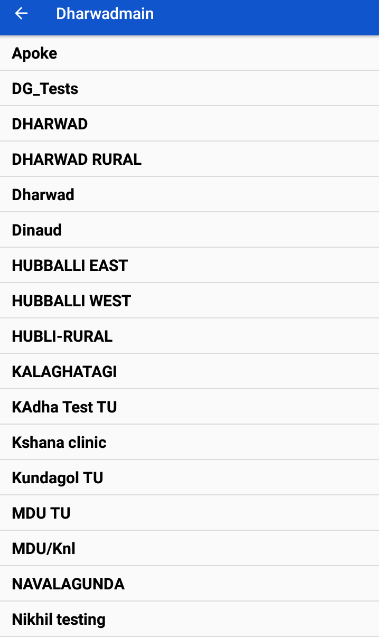 Dharwadmain
Apoke
DG_Tests
DHARWAD
DHARWAD RURAL
Dharwad
Dinaud
HUBBALLI EAST
HUBBALLI WEST
HUBLI-RURAL
KALAGHATAGI
KAdha Test TU
Kshana clinic
Kundagol TU
MDU TU
MDU/Knl
NAVALAGUNDA
Nikhil testing